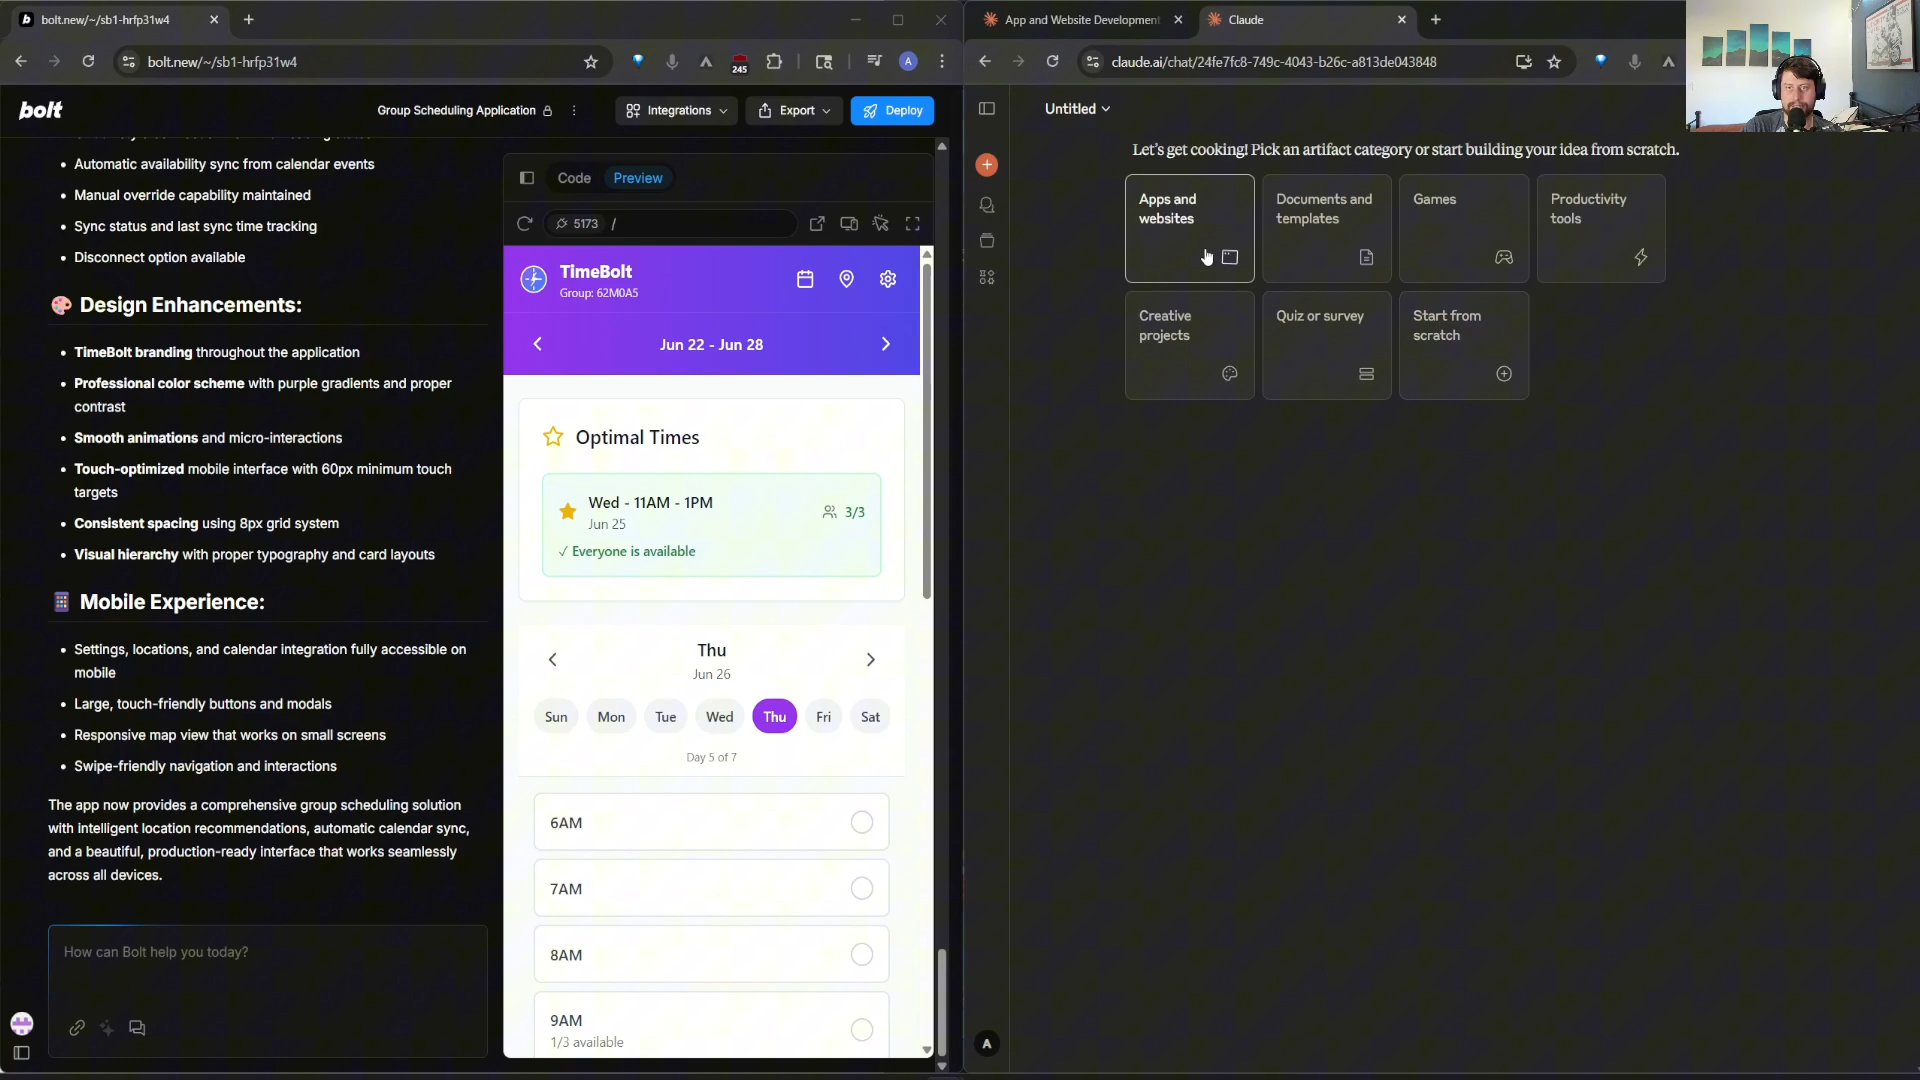 bolt.new/~/sb1-hrfp31w4
bolt.new/~/sb1-hrfp31w4
245
A
bolt
Group Scheduling Application
Integrations
Export
Deploy
Automatic availability sync from calendar events
Manual override capability maintained
Sync status and last sync time tracking
Disconnect option available
Design Enhancements:
TimeBolt branding throughout the application
Professional color scheme with purple gradients and proper
contrast
Smooth animations and micro-interactions
Touch-optimized mobile interface with 60px minimum touch
targets
Consistent spacing using 8px grid system
Visual hierarchy with proper typography and card layouts
Mobile Experience:
Settings, locations, and calendar integration fully accessible on
mobile
Large, touch-friendly buttons and modals
Responsive map view that works on small screens
Swipe-friendly navigation and interactions
The app now provides a comprehensive group scheduling solution
with intelligent location recommendations, automatic calendar sync,
and a beautiful, production-ready interface that works seamlessly
across all devices.
How can Bolt help you today?
Code
Preview
5173 /
TimeBolt
Group: 62M0A5
Jun 22 - Jun 28
Optimal Times
Wed - 11AM - 1PM
Jun 25
3/3
✓ Everyone is available
Thu
Jun 26
Sun Mon Tue Wed Thu Fri Sat
Day 5 of 7
6AM
7AM
8AM
9AM
1/3 available
App and Website Development
Claude
claude.ai/chat/24fe7fc8-749c-4043-b26c-a813de043848
Untitled
Let's get cooking! Pick an artifact category or start building your idea from scratch.
Apps and
websites
Documents and
templates
Games
Productivity
tools
Creative
projects
Quiz or survey
Start from
scratch
A